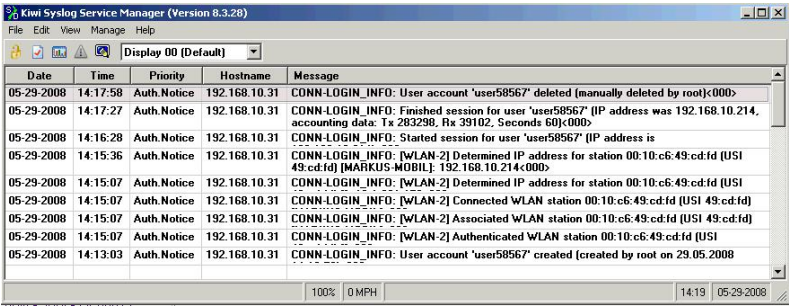 Kiwi Syslog Service Manager (Version 8.3.28)
File Edit View Manage Help
Display 00 (Default)
Date Time Priority Hostname Message
05-29-2008 14:17:58 Auth.Notice 192.168.10.31 CONN-LOGIN_INFO: User account 'user58567' deleted (manually deleted by root)<000>
05-29-2008 14:17:27 Auth.Notice 192.168.10.31 CONN-LOGIN_INFO: Finished session for user 'user58567' (IP address was 192.168.10.214,
accounting data: Tx 283298, Rx 39102, Seconds 60)<000>
05-29-2008 14:16:28 Auth.Notice 192.168.10.31 CONN-LOGIN_INFO: Started session for user 'user58567' (IP address is
05-29-2008 14:15:36 Auth.Notice 192.168.10.31 CONN-LOGIN_INFO: [WLAN-2] Determined IP address for station 00:10:c6:49:cd:fd (USI
49:cd:fd) [MARKUS-MOBIL]: 192.168.10.214<000>
05-29-2008 14:15:07 Auth.Notice 192.168.10.31 CONN-LOGIN_INFO: [WLAN-2] Determined IP address for station 00:10:c6:49:cd:fd (USI
05-29-2008 14:15:07 Auth.Notice 192.168.10.31 CONN-LOGIN_INFO: [WLAN-2] Connected WLAN station 00:10:c6:49:cd:fd (USI 49:cd:fd)
05-29-2008 14:15:07 Auth.Notice 192.168.10.31 CONN-LOGIN_INFO: [WLAN-2] Associated WLAN station 00:10:c6:49:cd:fd (USI 49:cd:fd)
05-29-2008 14:15:07 Auth.Notice 192.168.10.31 CONN-LOGIN_INFO: [WLAN-2] Authenticated WLAN station 00:10:c6:49:cd:fd (USI
05-29-2008 14:13:03 Auth.Notice 192.168.10.31 CONN-LOGIN_INFO: User account 'user58567' created (created by root on 29.05.2008
100% 0 MPH 14:19 05-29-2008